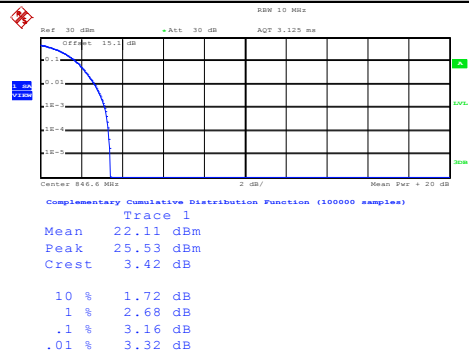 RBW 10 MHz
Ref 30 dBm Att 30 dB AQT 3.125 ms
Offset 15.1 dB
0.1
A
0.01
1 SA
VIEW
1E-3
LVL
1E-4
1E-5
3DB
Center 846.6 MHz 2 dB/ Mean Pwr + 20 dB
Complementary Cumulative Distribution Function (100000 samples)
Trace 1
Mean 22.11 dBm
Peak 25.53 dBm
Crest 3.42 dB
10 % 1.72 dB
1 % 2.68 dB
.1 % 3.16 dB
.01 % 3.32 dB